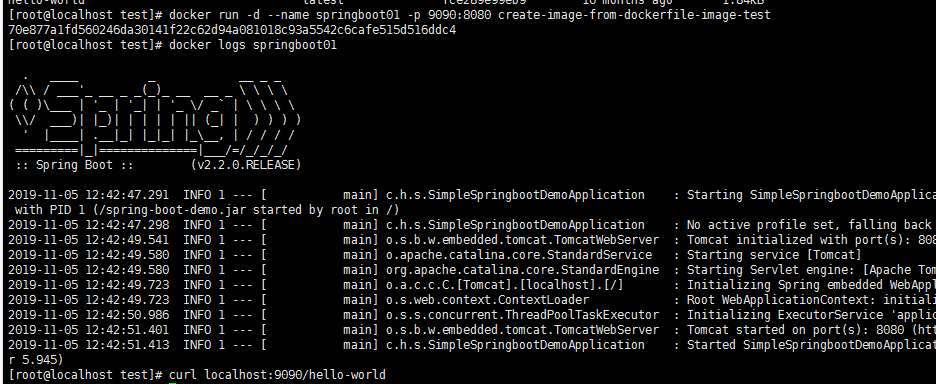 hello-world latest fce289e99eb9 10 months ago 1.84kB
[root@localhost test]# docker run -d --name springboot01 -p 9090:8080 create-image-from-dockerfile-image-test
70e877a1fd560246da30141f22c62d94a081018c93a5542c6cafe515d516ddc4
[root@localhost test]# docker logs springboot01
  .   ____          _            __ _ _
 /\\ / ___'_ __ _ _(_)_ __  __ _ \ \ \ \
( ( )\___ | '_ | '_| | '_ \/ _` | \ \ \ \
 \\/  ___)| |_)| | | | | || (_| |  ) ) ) )
  '  |____| .__|_| |_|_| |_\__, | / / / /
 =========|_|==============|___/=/_/_/_/
 :: Spring Boot ::        (v2.2.0.RELEASE)
2019-11-05 12:42:47.291  INFO 1 --- [           main] c.h.s.SimpleSpringbootDemoApplication    : Starting SimpleSpringbootDemoApplica
 with PID 1 (/spring-boot-demo.jar started by root in /)
2019-11-05 12:42:47.298  INFO 1 --- [           main] c.h.s.SimpleSpringbootDemoApplication    : No active profile set, falling back
2019-11-05 12:42:49.541  INFO 1 --- [           main] o.s.b.w.embedded.tomcat.TomcatWebServer  : Tomcat initialized with port(s): 808
2019-11-05 12:42:49.580  INFO 1 --- [           main] o.apache.catalina.core.StandardService   : Starting service [Tomcat]
2019-11-05 12:42:49.580  INFO 1 --- [           main] org.apache.catalina.core.StandardEngine  : Starting Servlet engine: [Apache Tom
2019-11-05 12:42:49.723  INFO 1 --- [           main] o.a.c.c.C.[Tomcat].[localhost].[/]       : Initializing Spring embedded WebAppl
2019-11-05 12:42:49.723  INFO 1 --- [           main] o.s.web.context.ContextLoader            : Root WebApplicationContext: initiali
2019-11-05 12:42:50.986  INFO 1 --- [           main] o.s.s.concurrent.ThreadPoolTaskExecutor  : Initializing ExecutorService 'applic
2019-11-05 12:42:51.401  INFO 1 --- [           main] o.s.b.w.embedded.tomcat.TomcatWebServer  : Tomcat started on port(s): 8080 (htt
2019-11-05 12:42:51.413  INFO 1 --- [           main] c.h.s.SimpleSpringbootDemoApplication    : Started SimpleSpringbootDemoApplicat
r 5.945)
[root@localhost test]# curl localhost:9090/hello-world